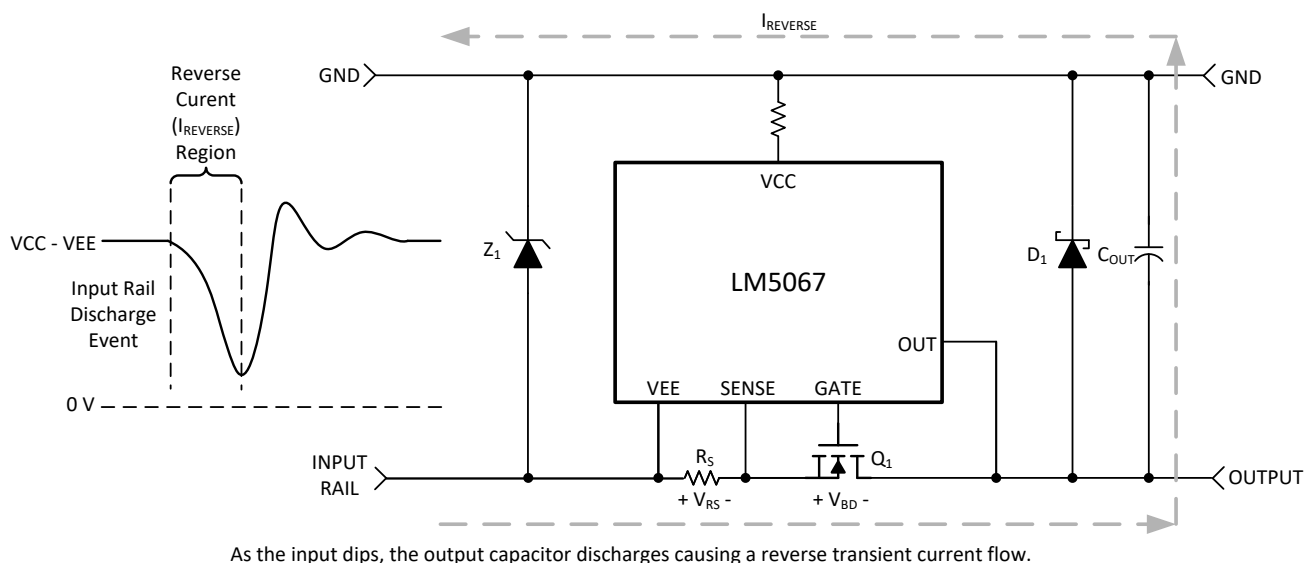 I_REVERSE
GND
GND
Reverse
Curent
(I_REVERSE)
Region
VCC - VEE
Input Rail
Discharge
Event
0 V
Z1
VCC
LM5067
OUT
VEE SENSE GATE
D1
COUT
INPUT
RAIL
RS
+ VRS -
Q1
+ VBD -
OUTPUT
As the input dips, the output capacitor discharges causing a reverse transient current flow.